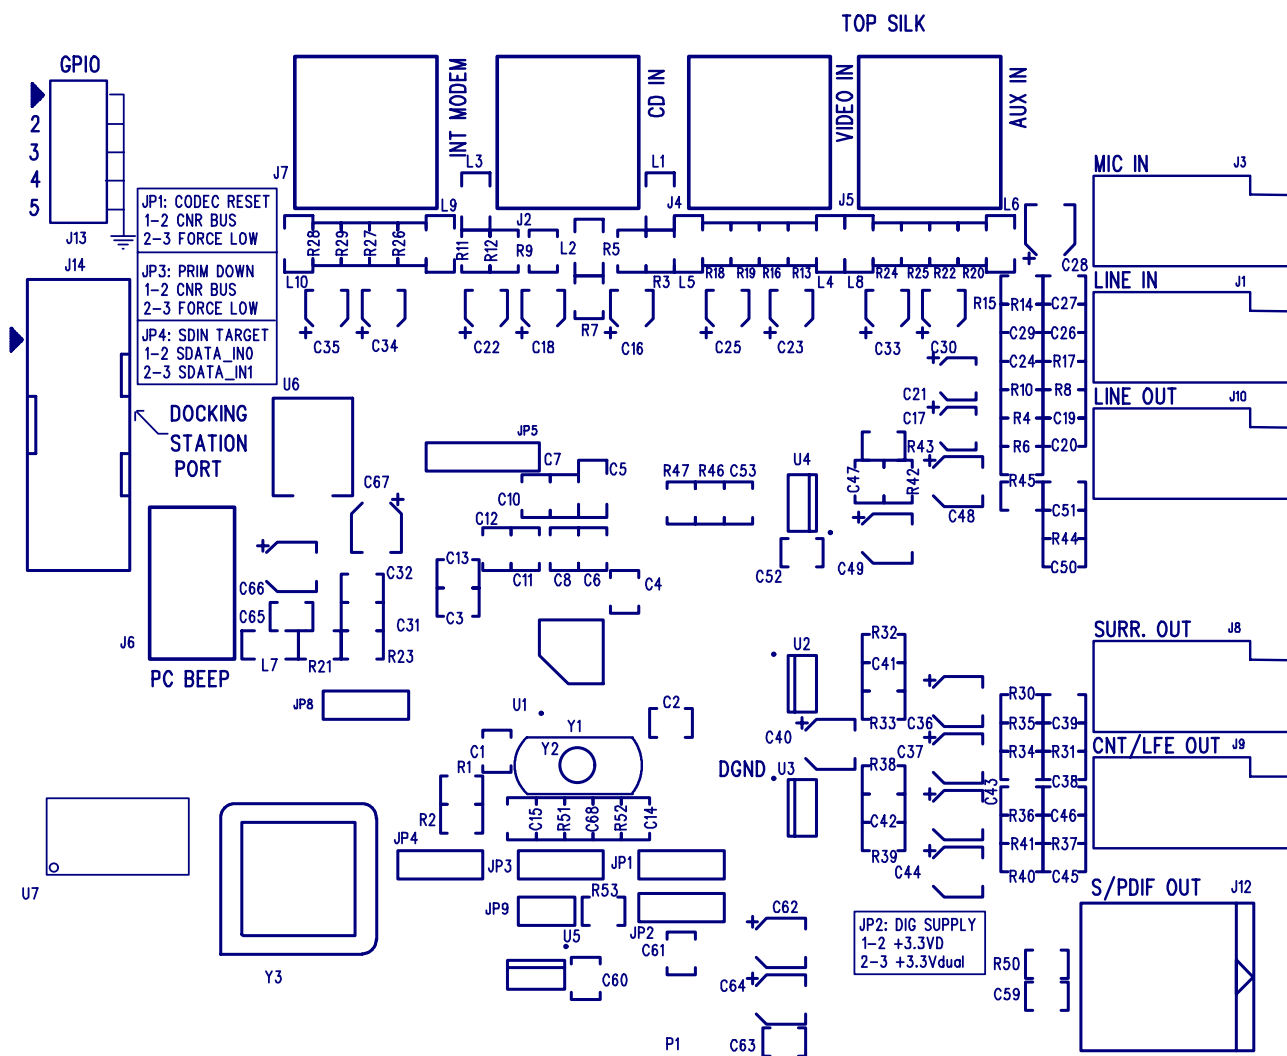 TOP SILK
GPIO
2
3
4
5
J13
INT MODEM
CD IN
VIDEO IN
AUX IN
J7
L3
L1
J2
J4
J5
L6
L9
MIC IN
J3
JP1: CODEC RESET
1-2 CNR BUS
2-3 FORCE LOW
JP3: PRIM DOWN
1-2 CNR BUS
2-3 FORCE LOW
JP4: SDIN TARGET
1-2 SDATA_IN0
2-3 SDATA_IN1
J14
R28
R29
R27
R26
R11
R12
R9
L2
R5
R3
L5
R18
R19
R16
R13
L4
L8
R24
R25
R22
R20
C28
L10
C35
C34
C22
C18
R7
C16
C25
C23
C33
C30
LINE IN
J1
R15
R14
C27
C29
C26
C24
R17
R10
R8
R4
C19
R6
C20
C21
C17
LINE OUT
J10
U6
DOCKING
STATION
PORT
JP5
C7
C5
C10
C12
C11
C8
C6
C4
R47
R46
C53
U4
C47
R43
R42
C48
C49
C52
R45
C51
R44
C50
C67
C66
C65
C32
C31
R23
R21
L7
J6
PC BEEP
C13
C3
JP8
U1
Y1
Y2
C2
C1
R1
R2
U2
R32
C41
R33
C40
C36
C37
DGND
U3
R38
C42
R39
C43
C44
SURR. OUT
J8
R30
R35
C39
R34
R31
C38
CNT/LFE OUT
J9
R36
C46
R41
R37
R40
C45
C15
R51
C68
R52
C14
JP4
JP3
JP1
R53
JP9
JP2
U5
C61
C60
U7
Y3
C62
C64
C63
P1
JP2: DIG SUPPLY
1-2 +3.3VD
2-3 +3.3Vdual
S/PDIF OUT
J12
R50
C59